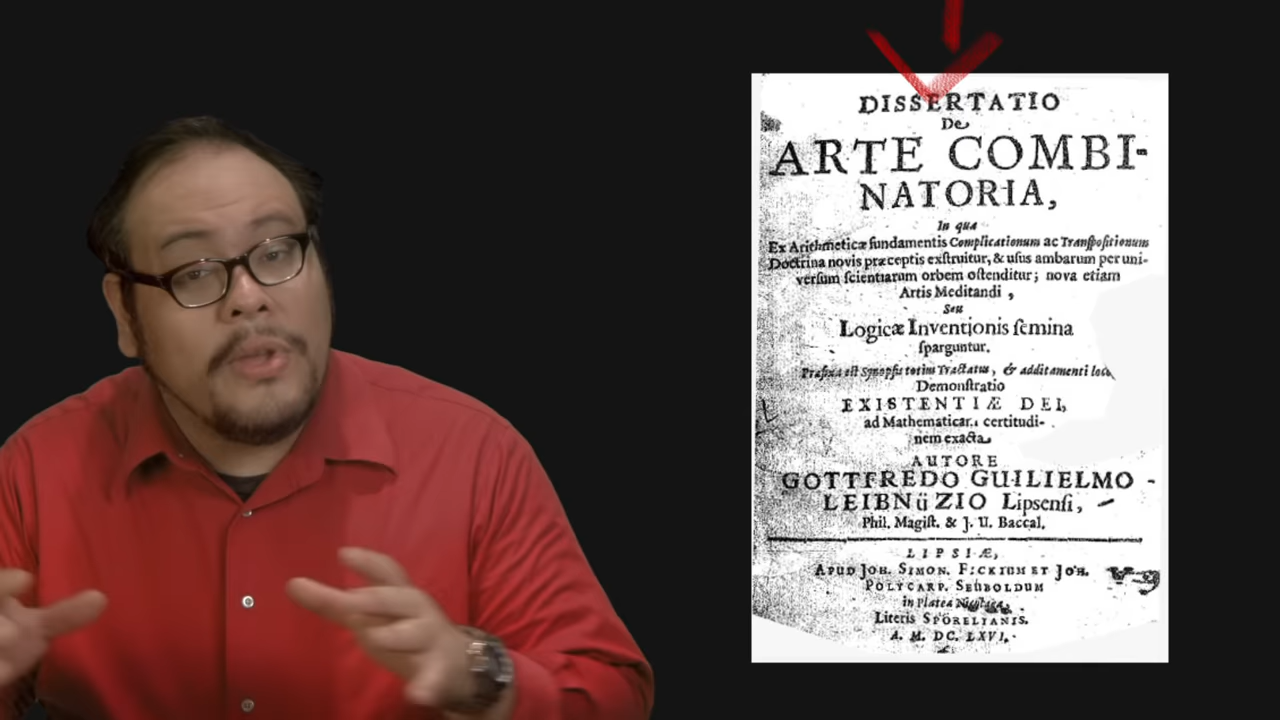 DISSERTATIO
De
ARTE COMBI-
NATORIA,
In qua
Ex Arithmeticæ fundamentis Complicationum ac Transpositionum
Doctrina novis præceptis exstruitur, & usus ambarum per uni-
versum scientiarum orbem ostenditur; nova etiam
Artis Meditandi,
Seu
Logicæ Inventionis semina
sparguntur.
Præfixa est Synopsis totius Tractatus, & additamenti loco
Demonstratio
EXISTENTIÆ DEI,
ad Mathematicam certitudi-
nem exacta
AUTORE
GOTTFREDO GUILIELMO
LEIBNüZIO Lipsensi,
Phil. Magist. & J. U. Baccal.
LIPSIÆ,
APUD JOH. SIMON. FICKIUM ET JOH.
POLYCARP. SEUBOLDUM
in Platea
Literis SPÖRELIANIS.
A. M. DC. LXVI.